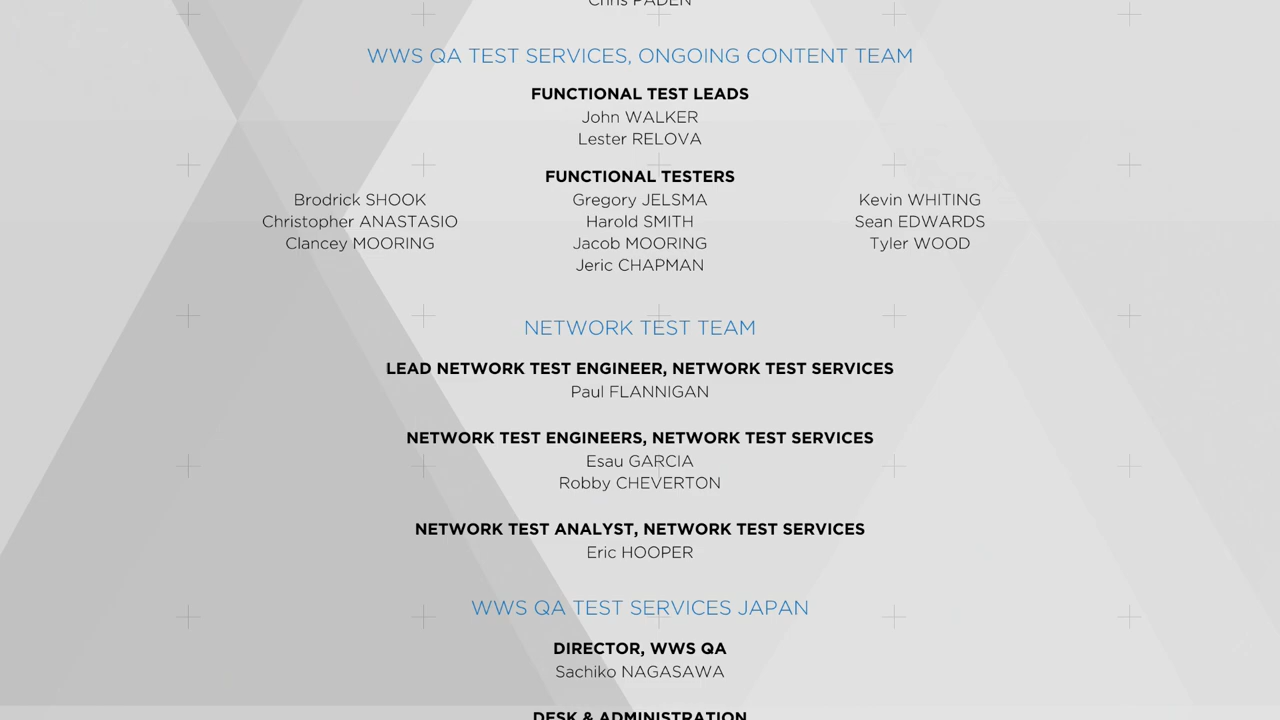 Chris PADEN
WWS QA TEST SERVICES, ONGOING CONTENT TEAM
FUNCTIONAL TEST LEADS
John WALKER
Lester RELOVA
FUNCTIONAL TESTERS
Brodrick SHOOK Gregory JELSMA Kevin WHITING
Christopher ANASTASIO Harold SMITH Sean EDWARDS
Clancey MOORING Jacob MOORING Tyler WOOD
Jeric CHAPMAN
NETWORK TEST TEAM
LEAD NETWORK TEST ENGINEER, NETWORK TEST SERVICES
Paul FLANNIGAN
NETWORK TEST ENGINEERS, NETWORK TEST SERVICES
Esau GARCIA
Robby CHEVERTON
NETWORK TEST ANALYST, NETWORK TEST SERVICES
Eric HOOPER
WWS QA TEST SERVICES JAPAN
DIRECTOR, WWS QA
Sachiko NAGASAWA
DESK & ADMINISTRATION